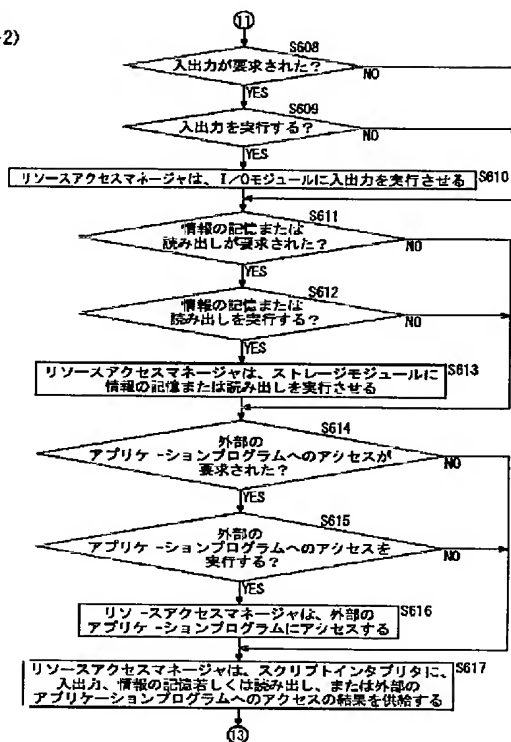 -2)
⑪
S608
入出力が要求された?
NO
YES
S609
入出力を実行する?
NO
YES
リソースアクセスマネージャは、I/Oモジュールに入出力を実行させる
S610
S611
情報の記憶または
読み出しが要求された?
NO
YES
S612
情報の記憶または
読み出しを実行する?
NO
YES
リソースアクセスマネージャは、ストレージモジュールに
情報の記憶または読み出しを実行させる
S613
S614
外部の
アプリケーションプログラムへのアクセスが
要求された?
NO
YES
S615
外部の
アプリケーションプログラムへのアクセスを
実行する?
NO
YES
リソースアクセスマネージャは、外部の
アプリケーションプログラムにアクセスする
S616
リソースアクセスマネージャは、スクリプトインタプリタに、
入出力、情報の記憶若しくは読み出し、または外部の
アプリケーションプログラムへのアクセスの結果を供給する
S617
⑬